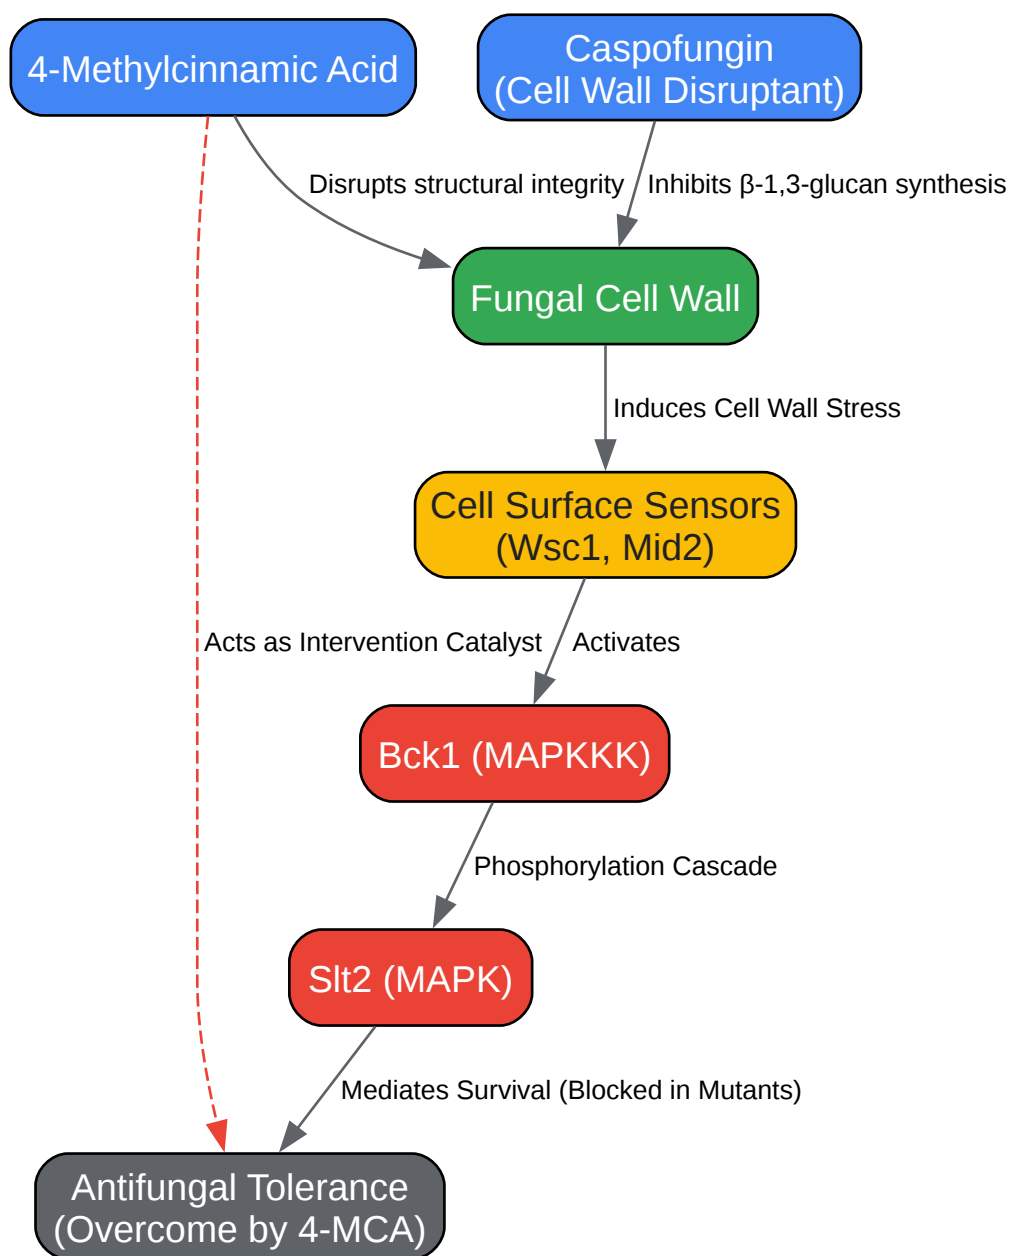 4-Methylcinnamic Acid
Caspofungin
(Cell Wall Disruptant)
Disrupts structural integrity
Inhibits β-1,3-glucan synthesis
Fungal Cell Wall
Induces Cell Wall Stress
Cell Surface Sensors
(Wsc1, Mid2)
Acts as Intervention Catalyst
Activates
Bck1 (MAPKKK)
Phosphorylation Cascade
Slt2 (MAPK)
Mediates Survival (Blocked in Mutants)
Antifungal Tolerance
(Overcome by 4-MCA)